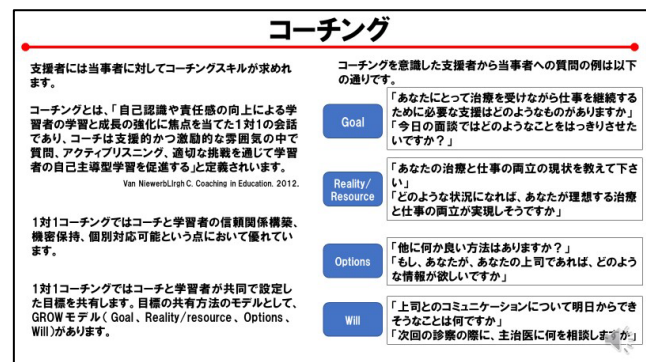 コーチング
支援者には当事者に対してコーチングスキルが求めれ
ます。
コーチングとは、「自己認識や責任感の向上による学
習者の学習と成長の強化に焦点を当てた1対1の会話
であり、コーチは支援的かつ激励的な雰囲気の中で
質問、アクティブリスニング、適切な挑戦を通じて学習
者の自己主導型学習を促進する」と定義されいます。
Van NiewerbLIrgh C. Coaching in Education. 2012.
1対1コーチングではコーチと学習者の信頼関係構築、
機密保持、個別対応可能という点において優れてい
ます。
1対1コーチングではコーチと学習者が共同で設定し
た目標を共有します。目標の共有方法のモデルとして、
GROWモデル(Goal、Reality/resource、Options、
Will)があります。
コーチングを意識した支援者から当事者への質問の例は以下
の通りです。
Goal
「あなたにとって治療を受けながら仕事を継続する
ために必要な支援はどのようなものがありますか」
「今日の面談ではどのようなことをはっきりさせた
いですか?」
Reality/
Resource
「あなたの治療と仕事の両立の現状を教えて下さ
い」
「どのような状況になれば、あなたが理想する治療
と仕事の両立が実現しそうですか」
Options
「他に何か良い方法はありますか?」
「もし、あなたが、あなたの上司であれば、どのよう
な情報が欲しいですか」
Will
「上司とのコミュニケーションについて明日からでき
そうなことは何ですか」
「次回の診察の際に、主治医に何を相談しますか」